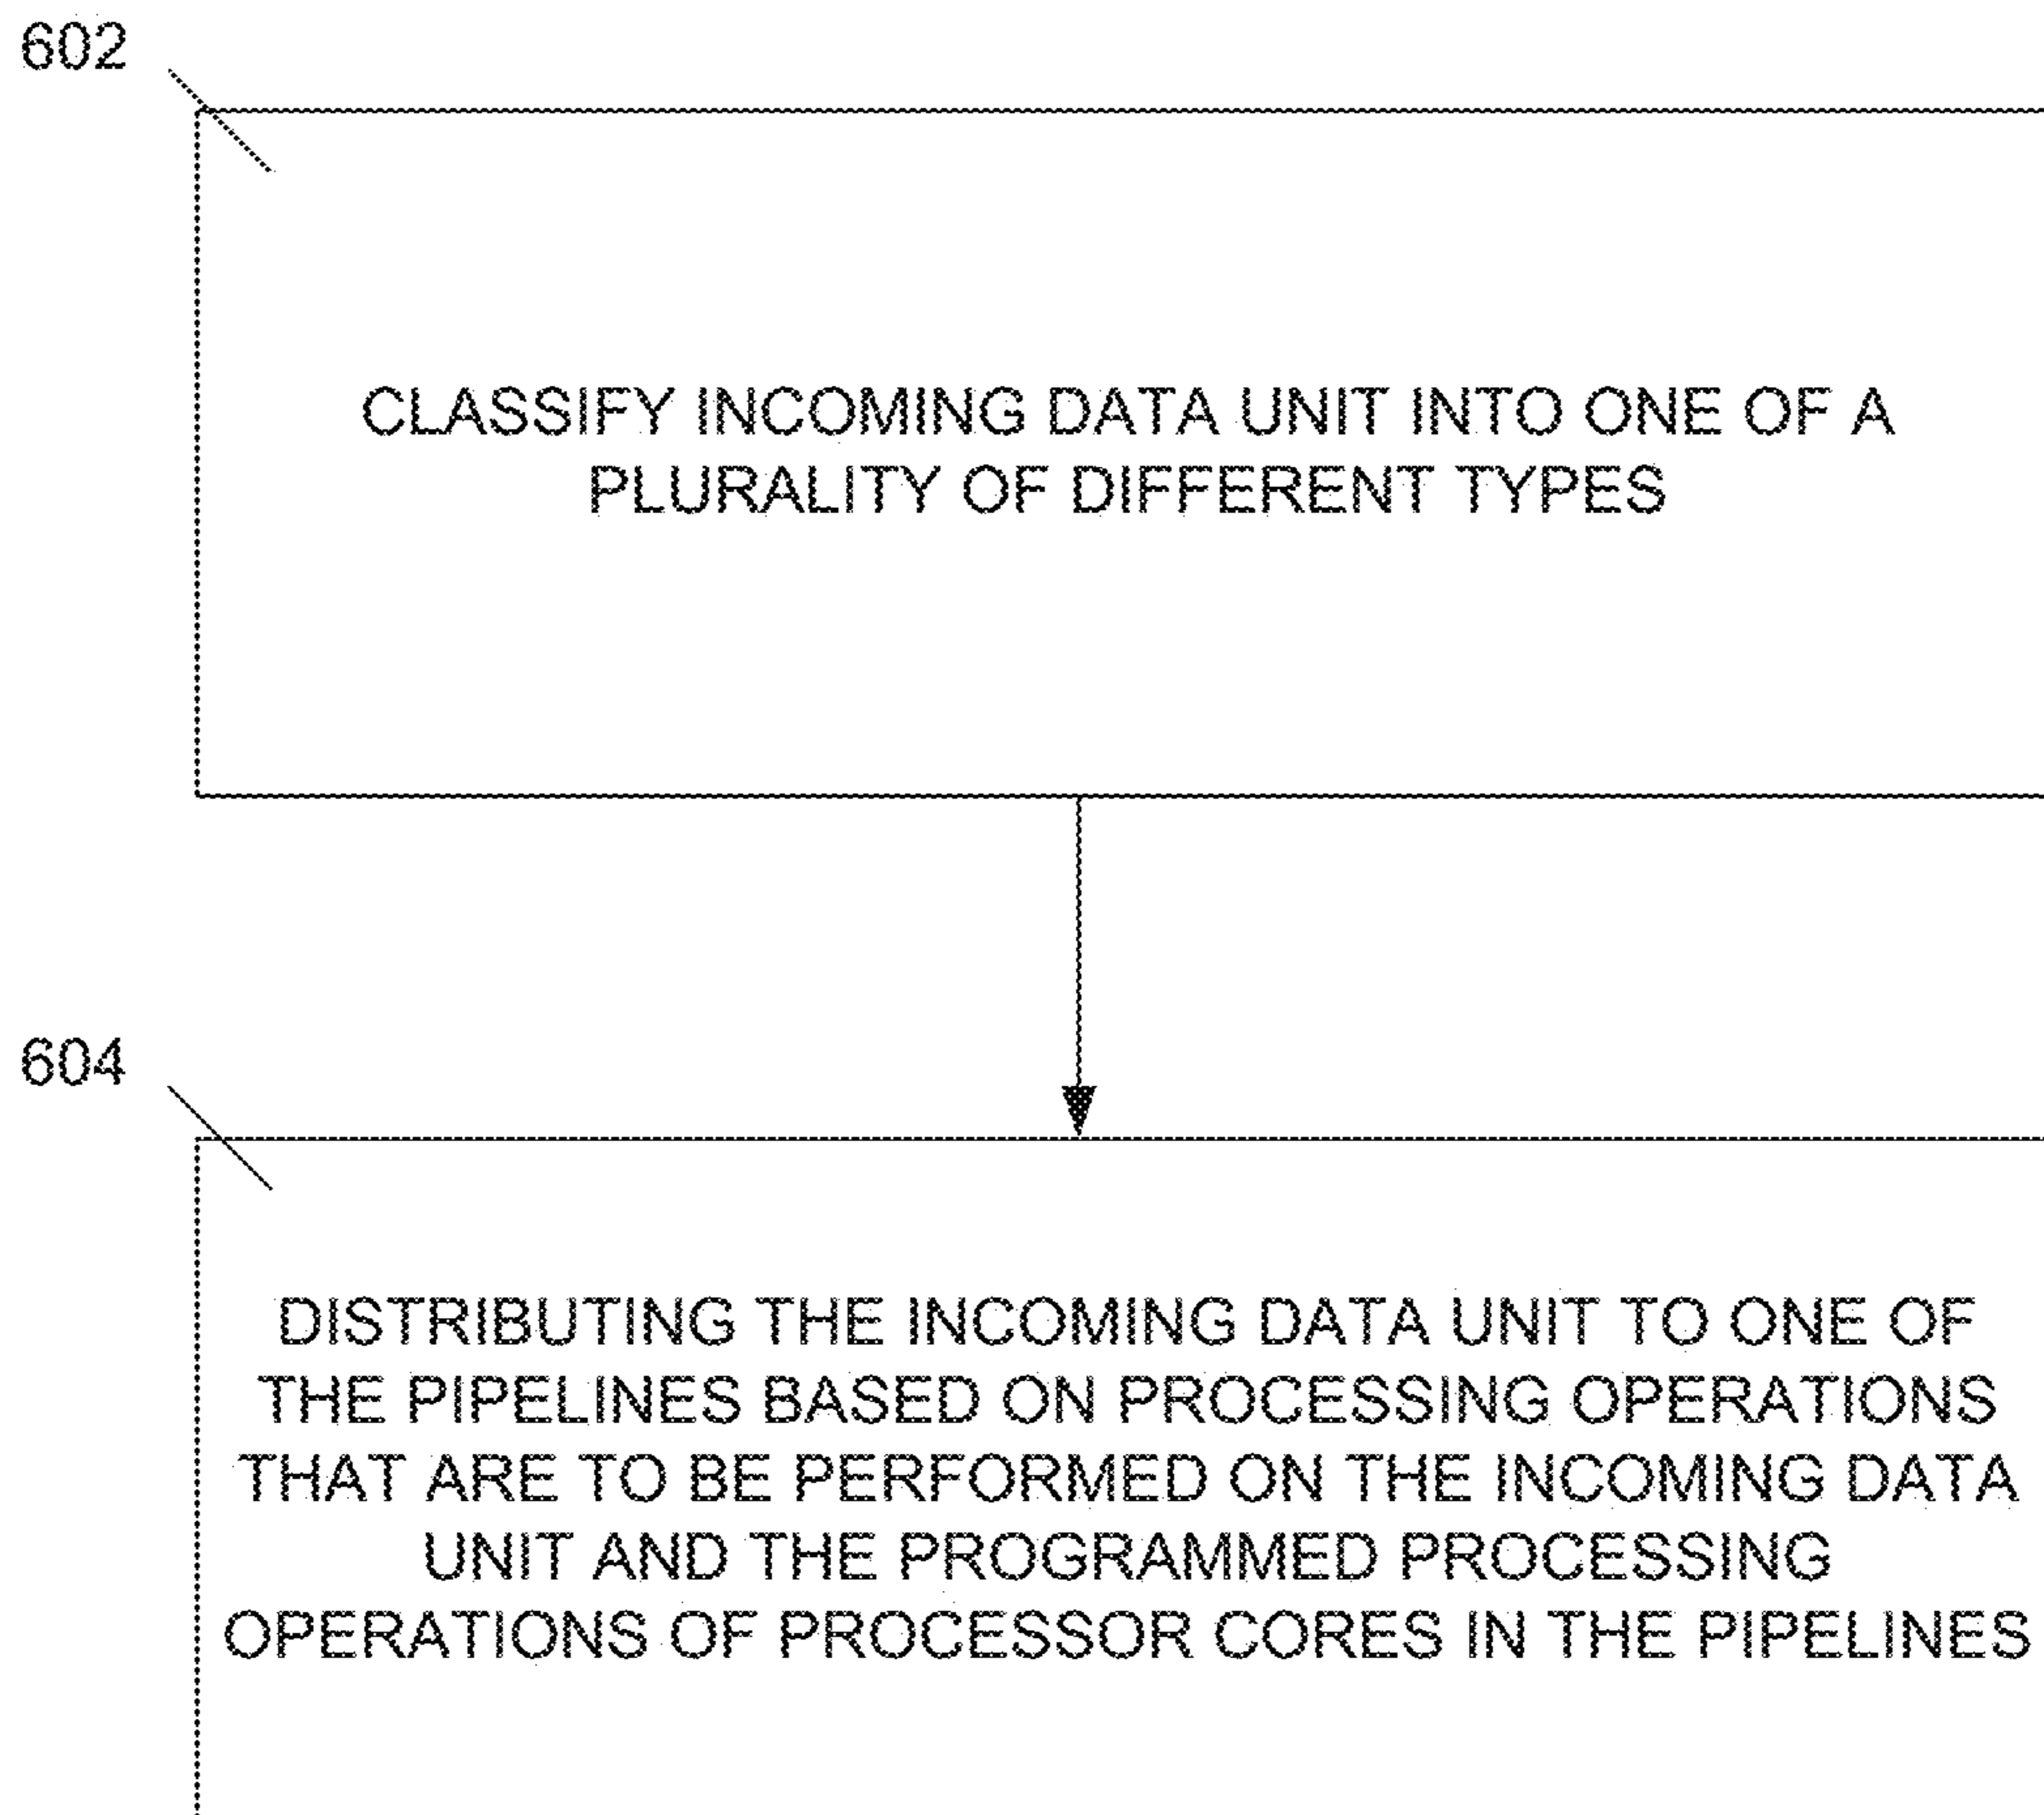 602
CLASSIFY INCOMING DATA UNIT INTO ONE OF A
PLURALITY OF DIFFERENT TYPES
604
DISTRIBUTING THE INCOMING DATA UNIT TO ONE OF
THE PIPELINES BASED ON PROCESSING OPERATIONS
THAT ARE TO BE PERFORMED ON THE INCOMING DATA
UNIT AND THE PROGRAMMED PROCESSING
OPERATIONS OF PROCESSOR CORES IN THE PIPELINES